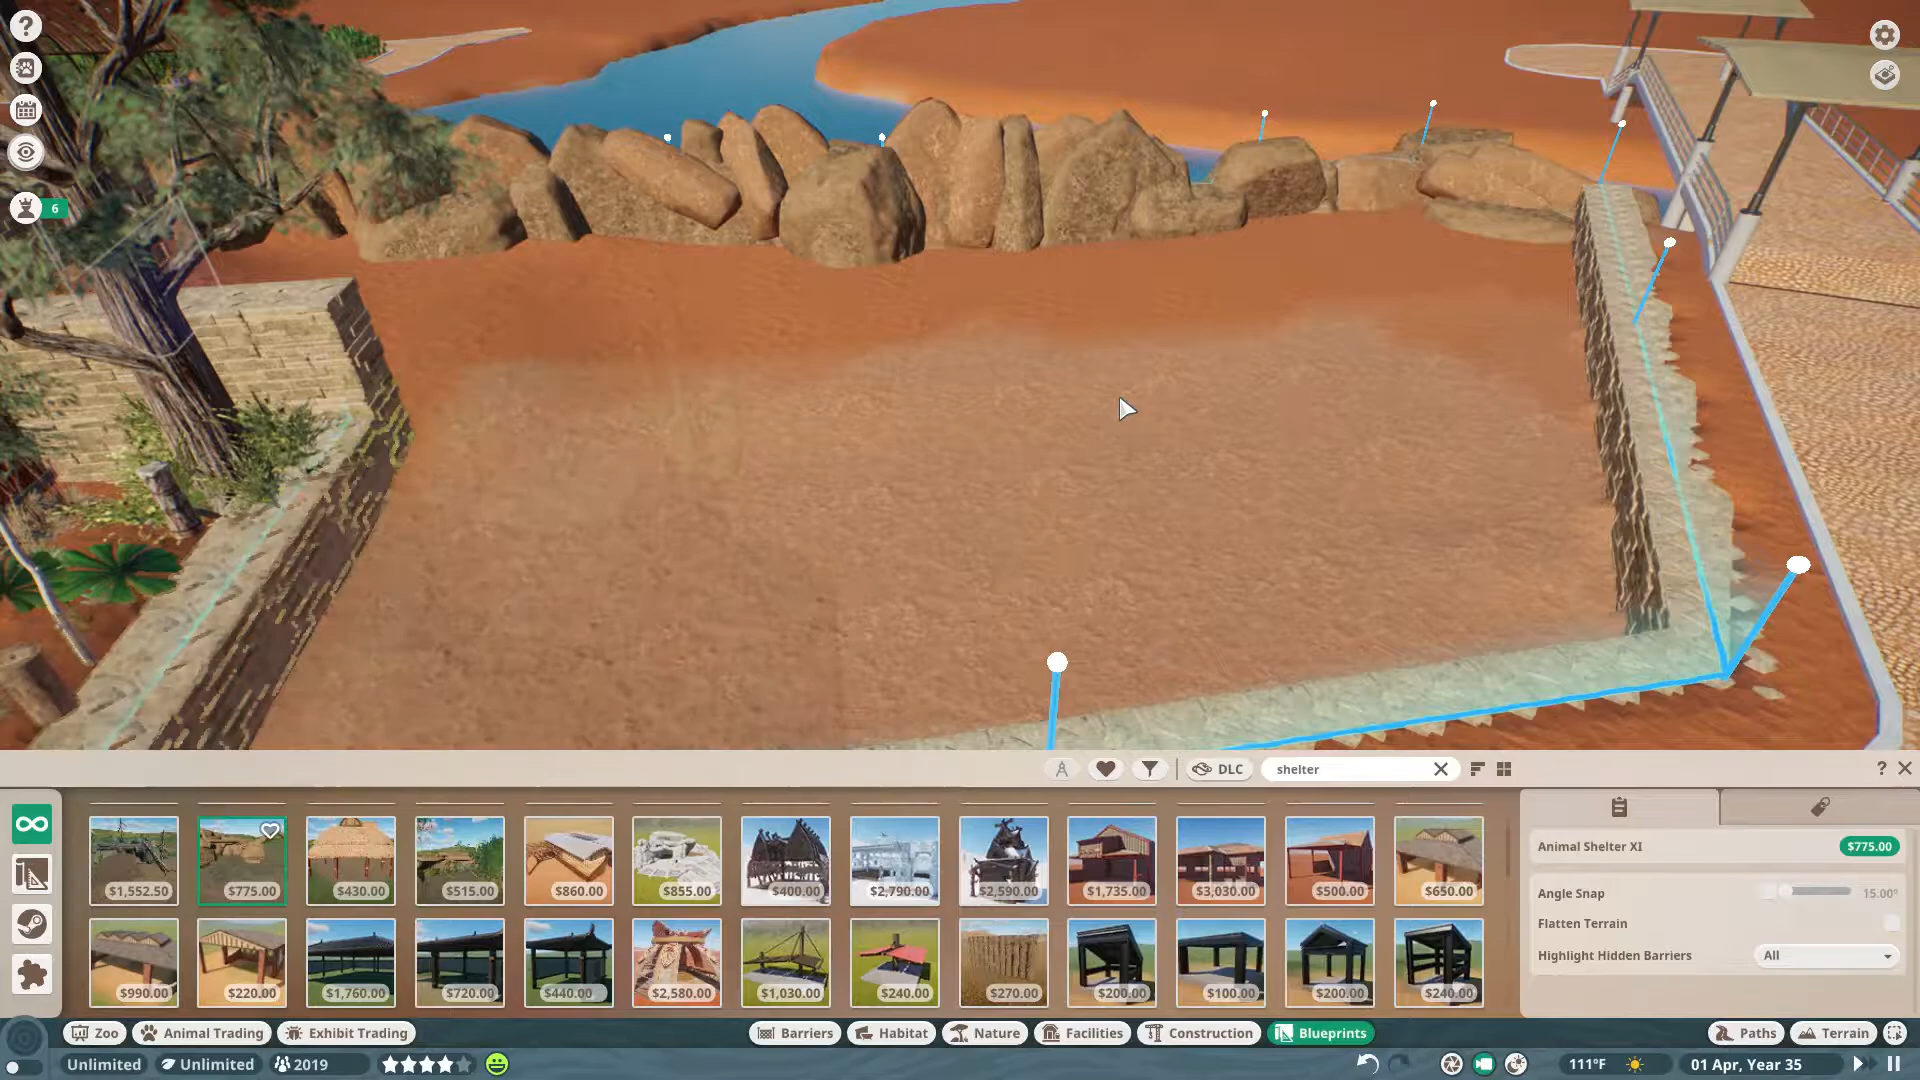 ?
6
DLC
shelter
?
$1,552.50
$775.00
$430.00
$515.00
$860.00
$855.00
$400.00
$2,790.00
$2,590.00
$1,735.00
$3,030.00
$500.00
$650.00
$990.00
$220.00
$1,760.00
$720.00
$440.00
$2,580.00
$1,030.00
$240.00
$270.00
$200.00
$100.00
$200.00
$240.00
Animal Shelter XI
$775.00
Angle Snap
15.00°
Flatten Terrain
Highlight Hidden Barriers
All
Zoo
Animal Trading
Exhibit Trading
Barriers
Habitat
Nature
Facilities
Construction
Blueprints
Paths
Terrain
Unlimited
Unlimited
2019
111°F
01 Apr, Year 35